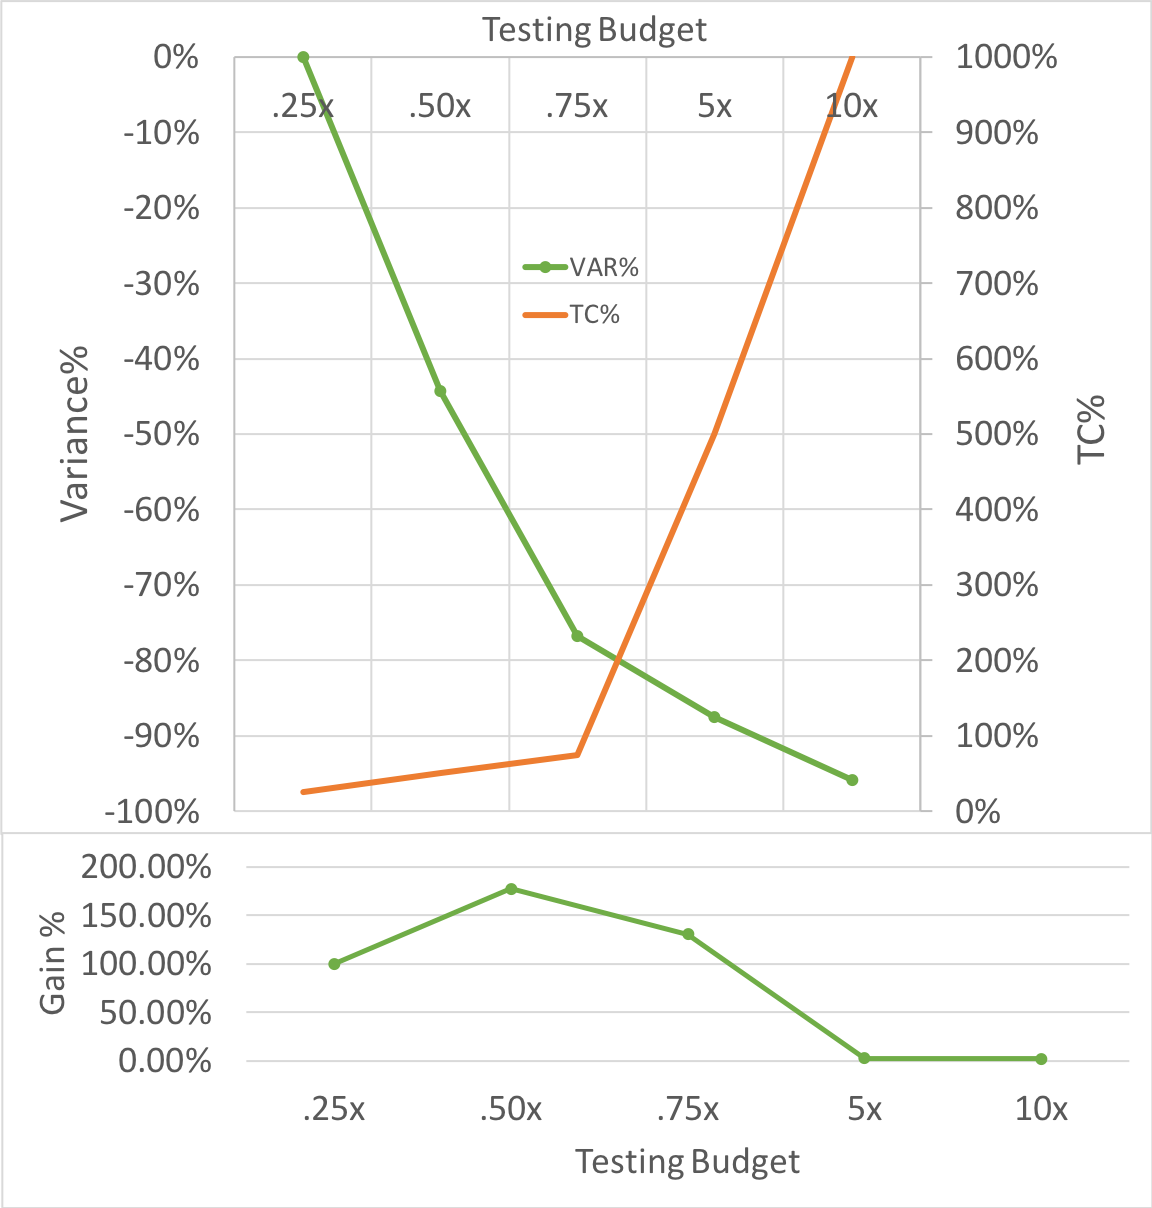 Testing Budget
0% 1000%
.25x .50x .75x 5x 10x
-10% 900%
-20% 800%
VAR%
-30% 700%
TC%
-40% 600%
Variance%
TC%
-50% 500%
-60% 400%
-70% 300%
-80% 200%
-90% 100%
-100% 0%
200.00%
150.00%
Gain %
100.00%
50.00%
0.00%
.25x .50x .75x 5x 10x
Testing Budget